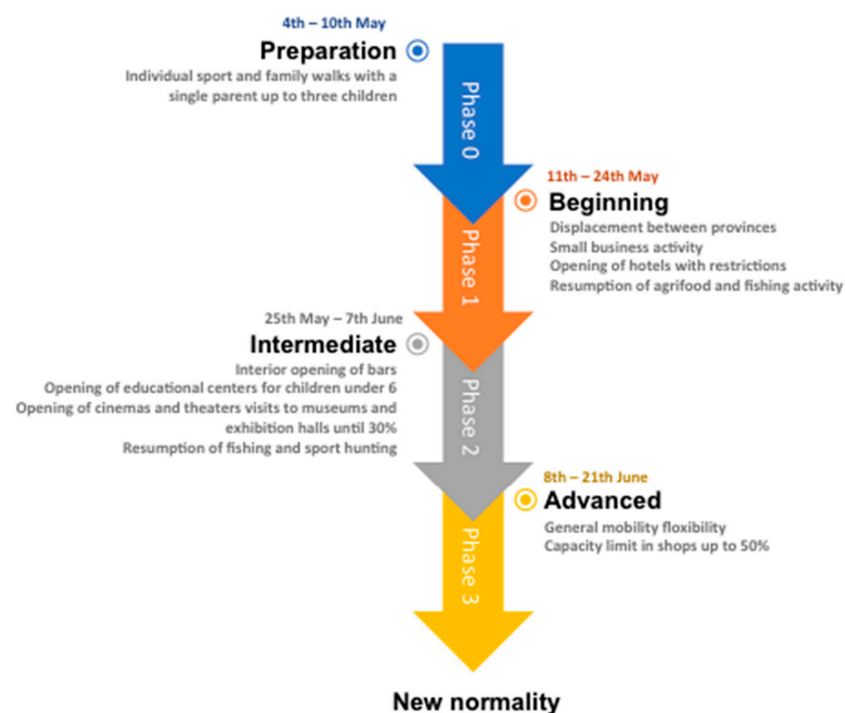 4th – 10th May
Preparation
Individual sport and family walks with a
single parent up to three children
Phase 0
11th – 24th May
Beginning
Displacement between provinces
Small business activity
Opening of hotels with restrictions
Resumption of agrifood and fishing activity
Phase 1
25th May – 7th June
Intermediate
Interior opening of bars
Opening of educational centers for children under 6
Opening of cinemas and theaters visits to museums and
exhibition halls until 30%
Resumption of fishing and sport hunting
Phase 2
8th – 21th June
Advanced
General mobility floxibility
Capacity limit in shops up to 50%
Phase 3
New normality